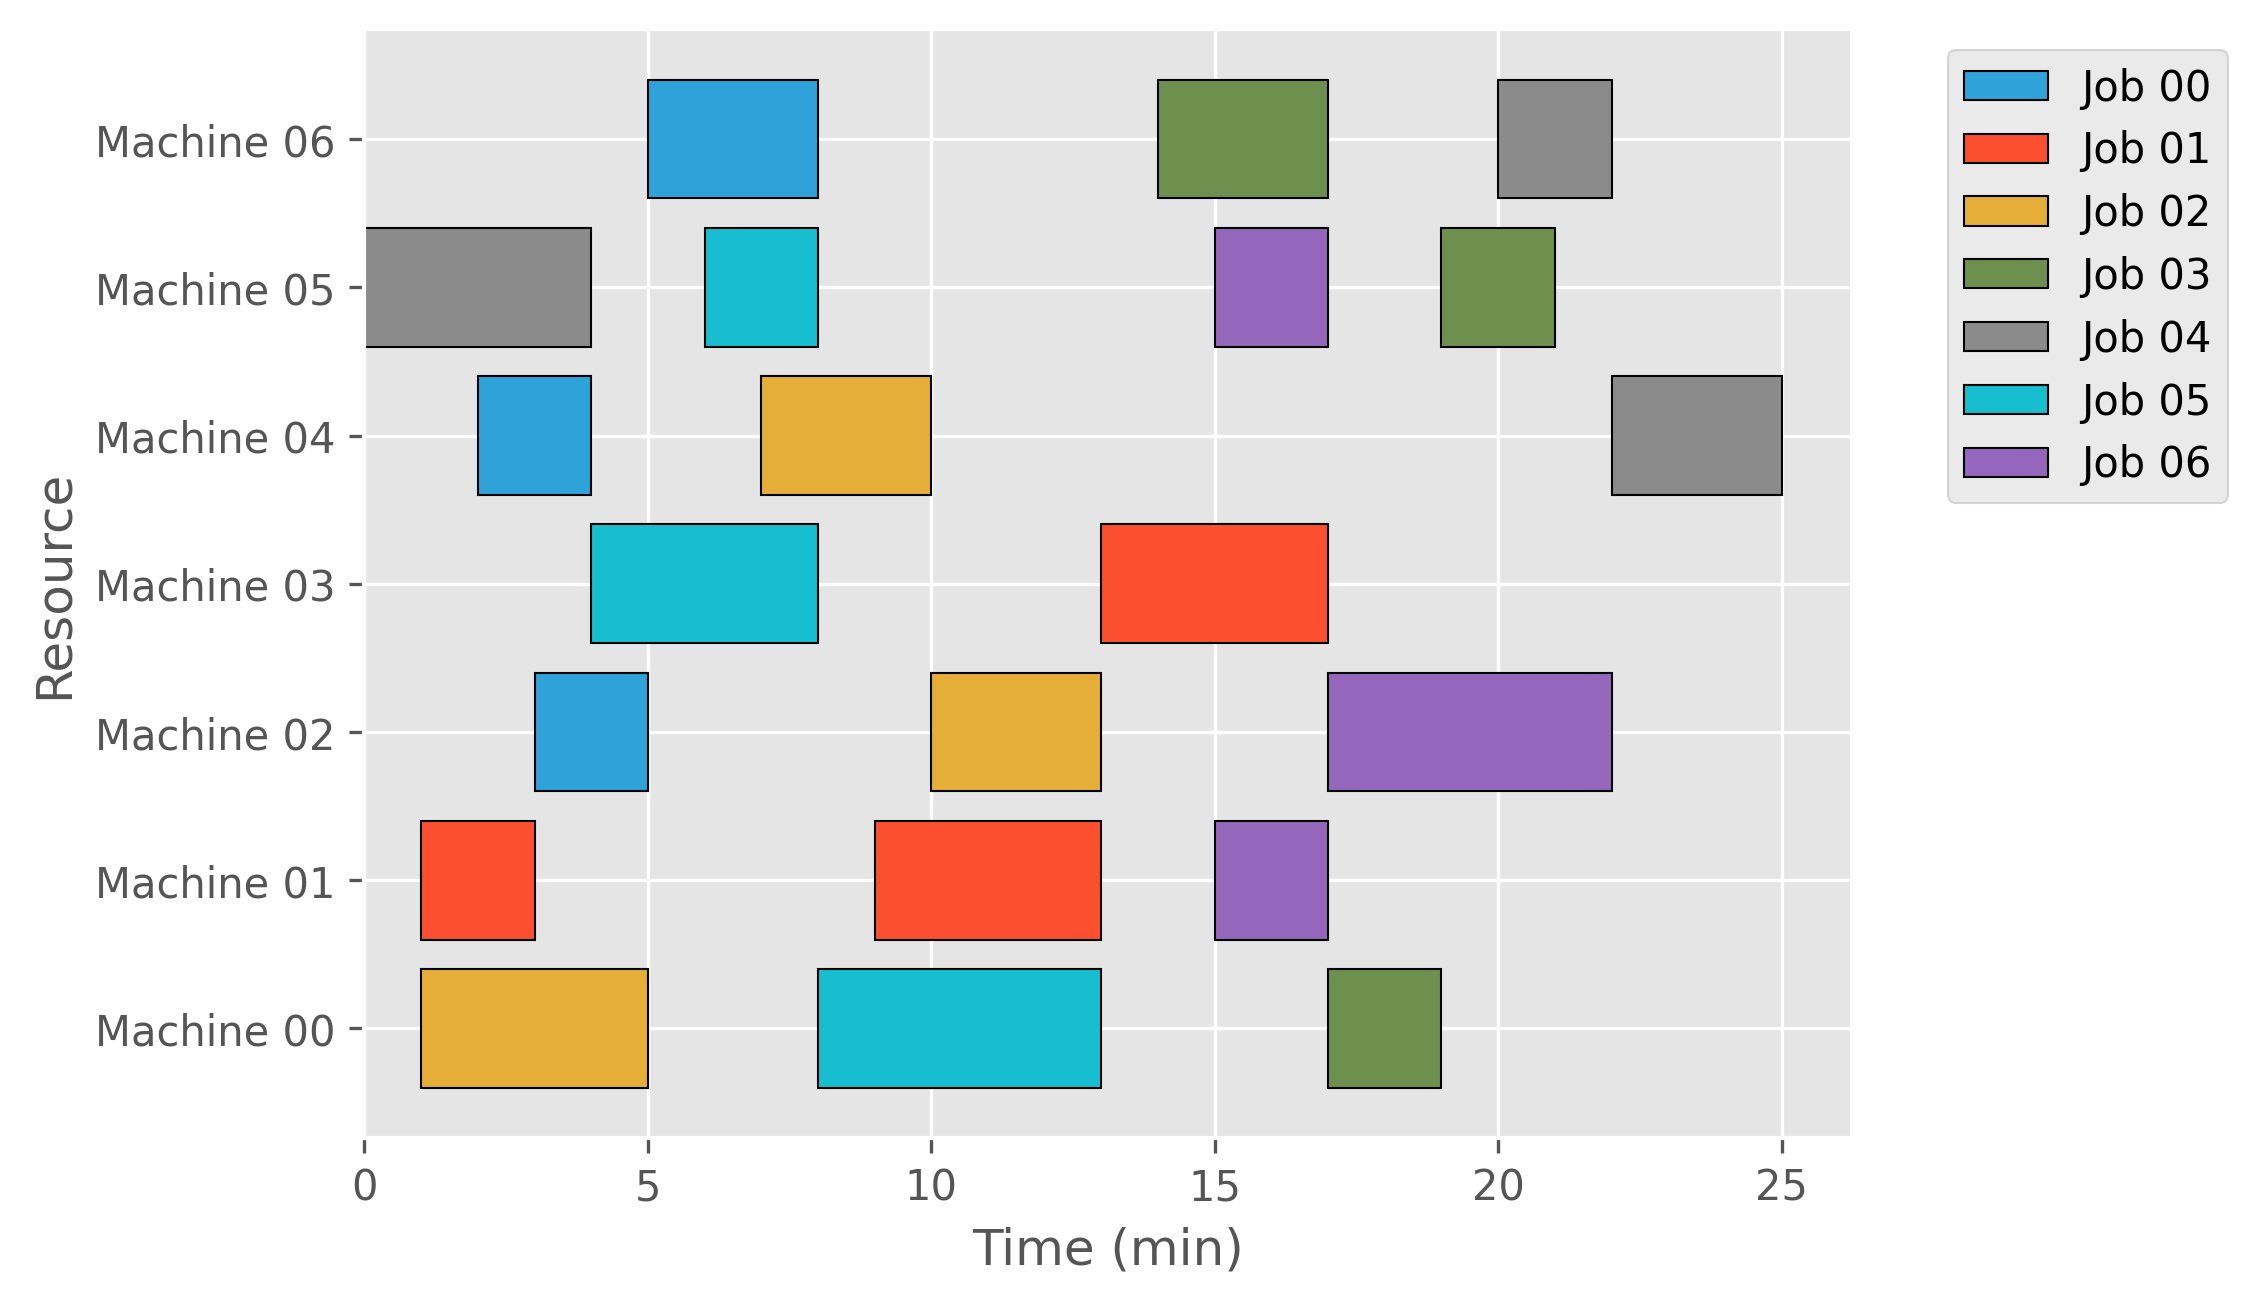 Machine 06
Machine 05
Machine 04
Machine 03
Machine 02
Machine 01
Machine 00
Resource
0 5 10 15 20 25
Time (min)
Job 00
Job 01
Job 02
Job 03
Job 04
Job 05
Job 06